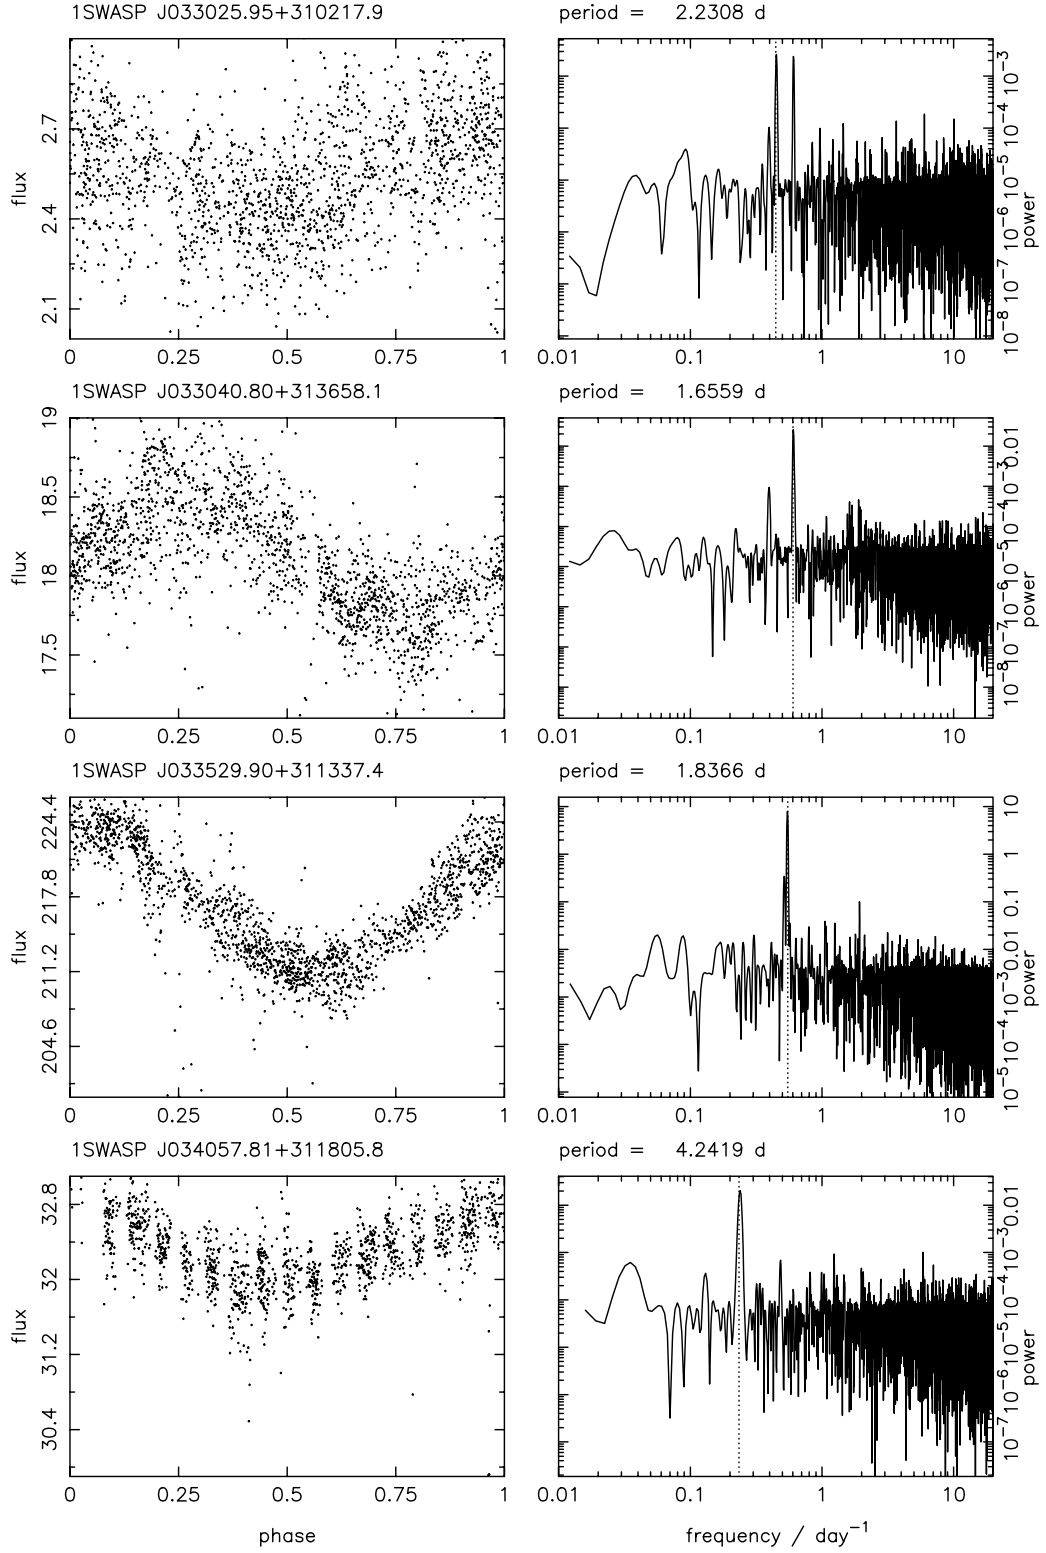 1SWASP J033025.95+310217.9
period = 2.2308 d
flux
2.7
2.4
2.1
0 0.25 0.5 0.75 1
power
10⁻³
10⁻⁴
10⁻⁵
10⁻⁶
10⁻⁷
10⁻⁸
0.01 0.1 1 10
1SWASP J033040.80+313658.1
period = 1.6559 d
flux
19
18.5
18
17.5
0 0.25 0.5 0.75 1
power
0.01
10⁻³
10⁻⁴
10⁻⁵
10⁻⁶
10⁻⁷
10⁻⁸
0.01 0.1 1 10
1SWASP J033529.90+311337.4
period = 1.8366 d
flux
224.4
217.8
211.2
204.6
0 0.25 0.5 0.75 1
power
10
1
0.1
0.01
10⁻³
10⁻⁴
10⁻⁵
0.01 0.1 1 10
1SWASP J034057.81+311805.8
period = 4.2419 d
flux
32.8
32
31.2
30.4
0 0.25 0.5 0.75 1
power
0.01
10⁻³
10⁻⁴
10⁻⁵
10⁻⁶
10⁻⁷
0.01 0.1 1 10
phase
frequency / day⁻¹